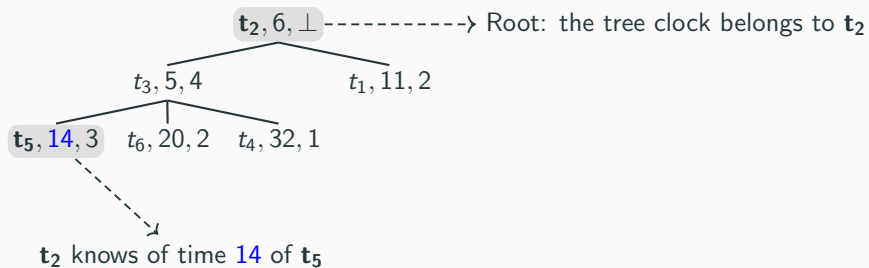 t₂, 6, ⊥
Root: the tree clock belongs to t₂
t₃, 5, 4
t₁, 11, 2
t₅, 14, 3
t₆, 20, 2
t₄, 32, 1
t₂ knows of time 14 of t₅